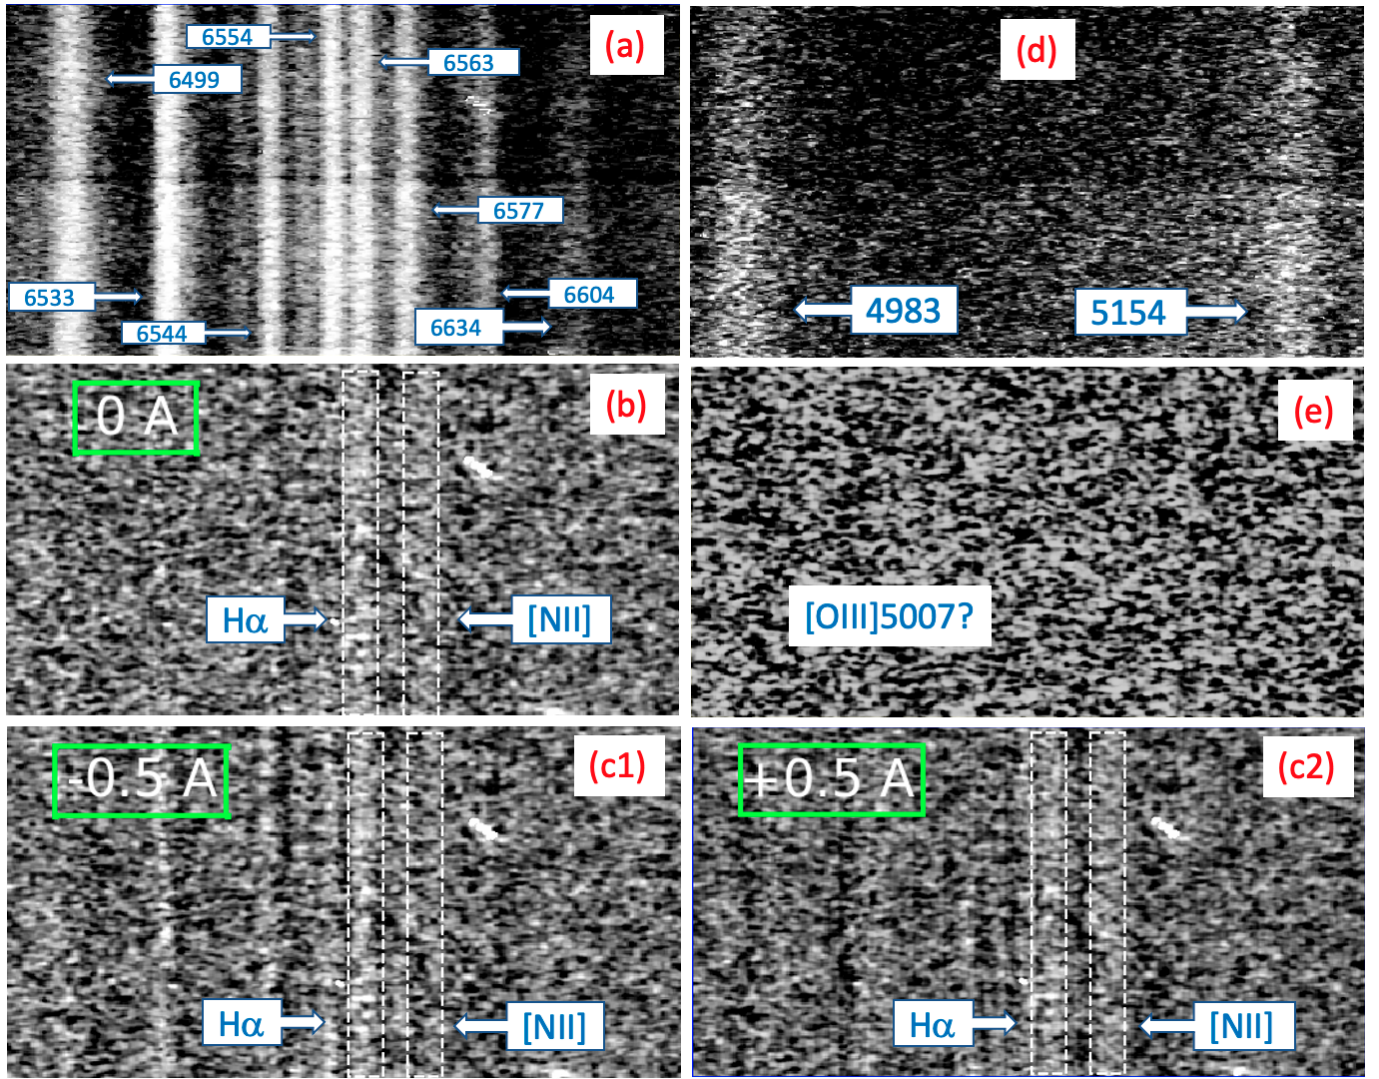 (a)
6554
6563
6499
6577
6533
6604
6544
6634
(d)
4983
5154
0 A
(b)
Hα
[NII]
(e)
[OIII]5007?
-0.5 A
(c1)
Hα
[NII]
+0.5 A
(c2)
Hα
[NII]